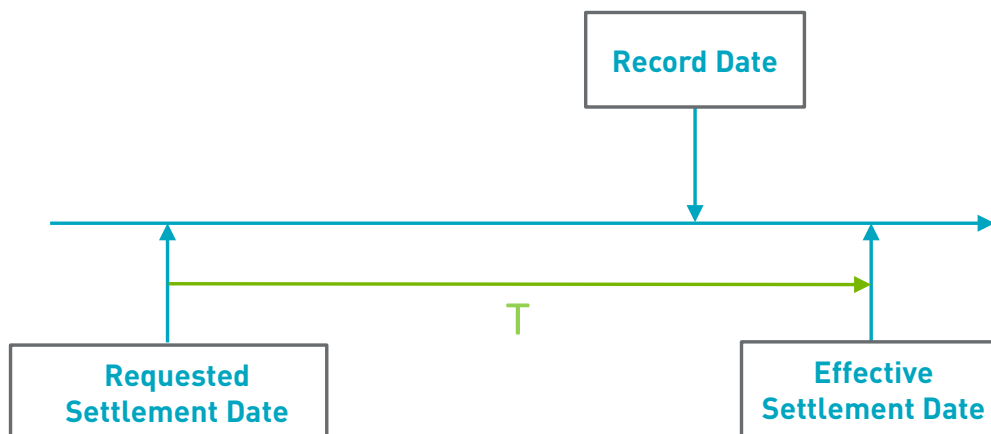 Record Date
T
Requested
Settlement Date
Effective
Settlement Date